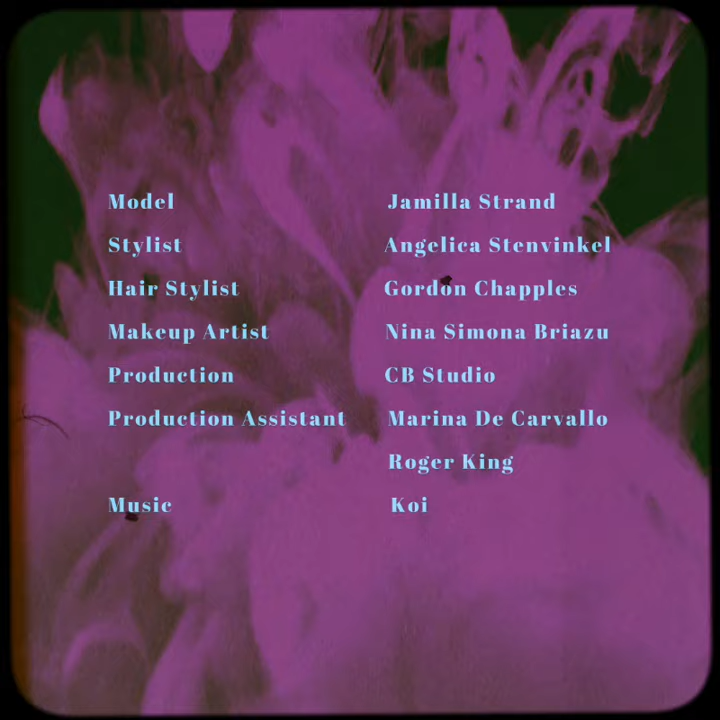 Model Jamilla Strand
Stylist Angelica Stenvinkel
Hair Stylist Gordon Chapples
Makeup Artist Nina Simona Briazu
Production CB Studio
Production Assistant Marina De Carvallo
Roger King
Music Koi